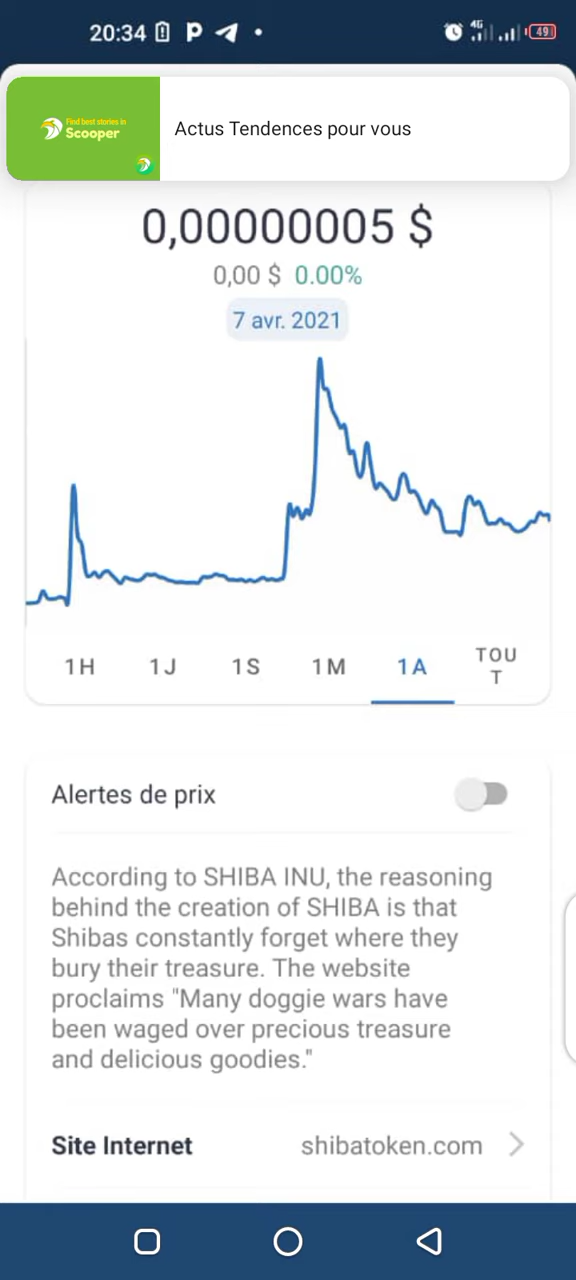 20:34
4G
49
Find best stories in
Scooper
Actus Tendences pour vous
0,00000005 $
0,00 $ 0.00%
7 avr. 2021
1H 1J 1S 1M 1A TOU
T
Alertes de prix
According to SHIBA INU, the reasoning
behind the creation of SHIBA is that
Shibas constantly forget where they
bury their treasure. The website
proclaims "Many doggie wars have
been waged over precious treasure
and delicious goodies."
Site Internet shibatoken.com